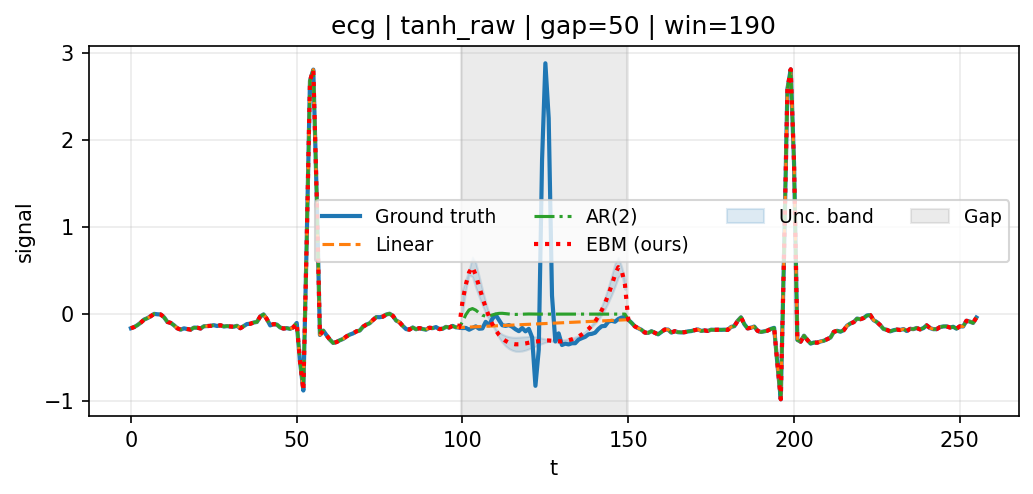 ecg | tanh_raw | gap=50 | win=190
3
2
1
0
−1
signal
Ground truth AR(2) Unc. band Gap
Linear EBM (ours)
0 50 100 150 200 250
t